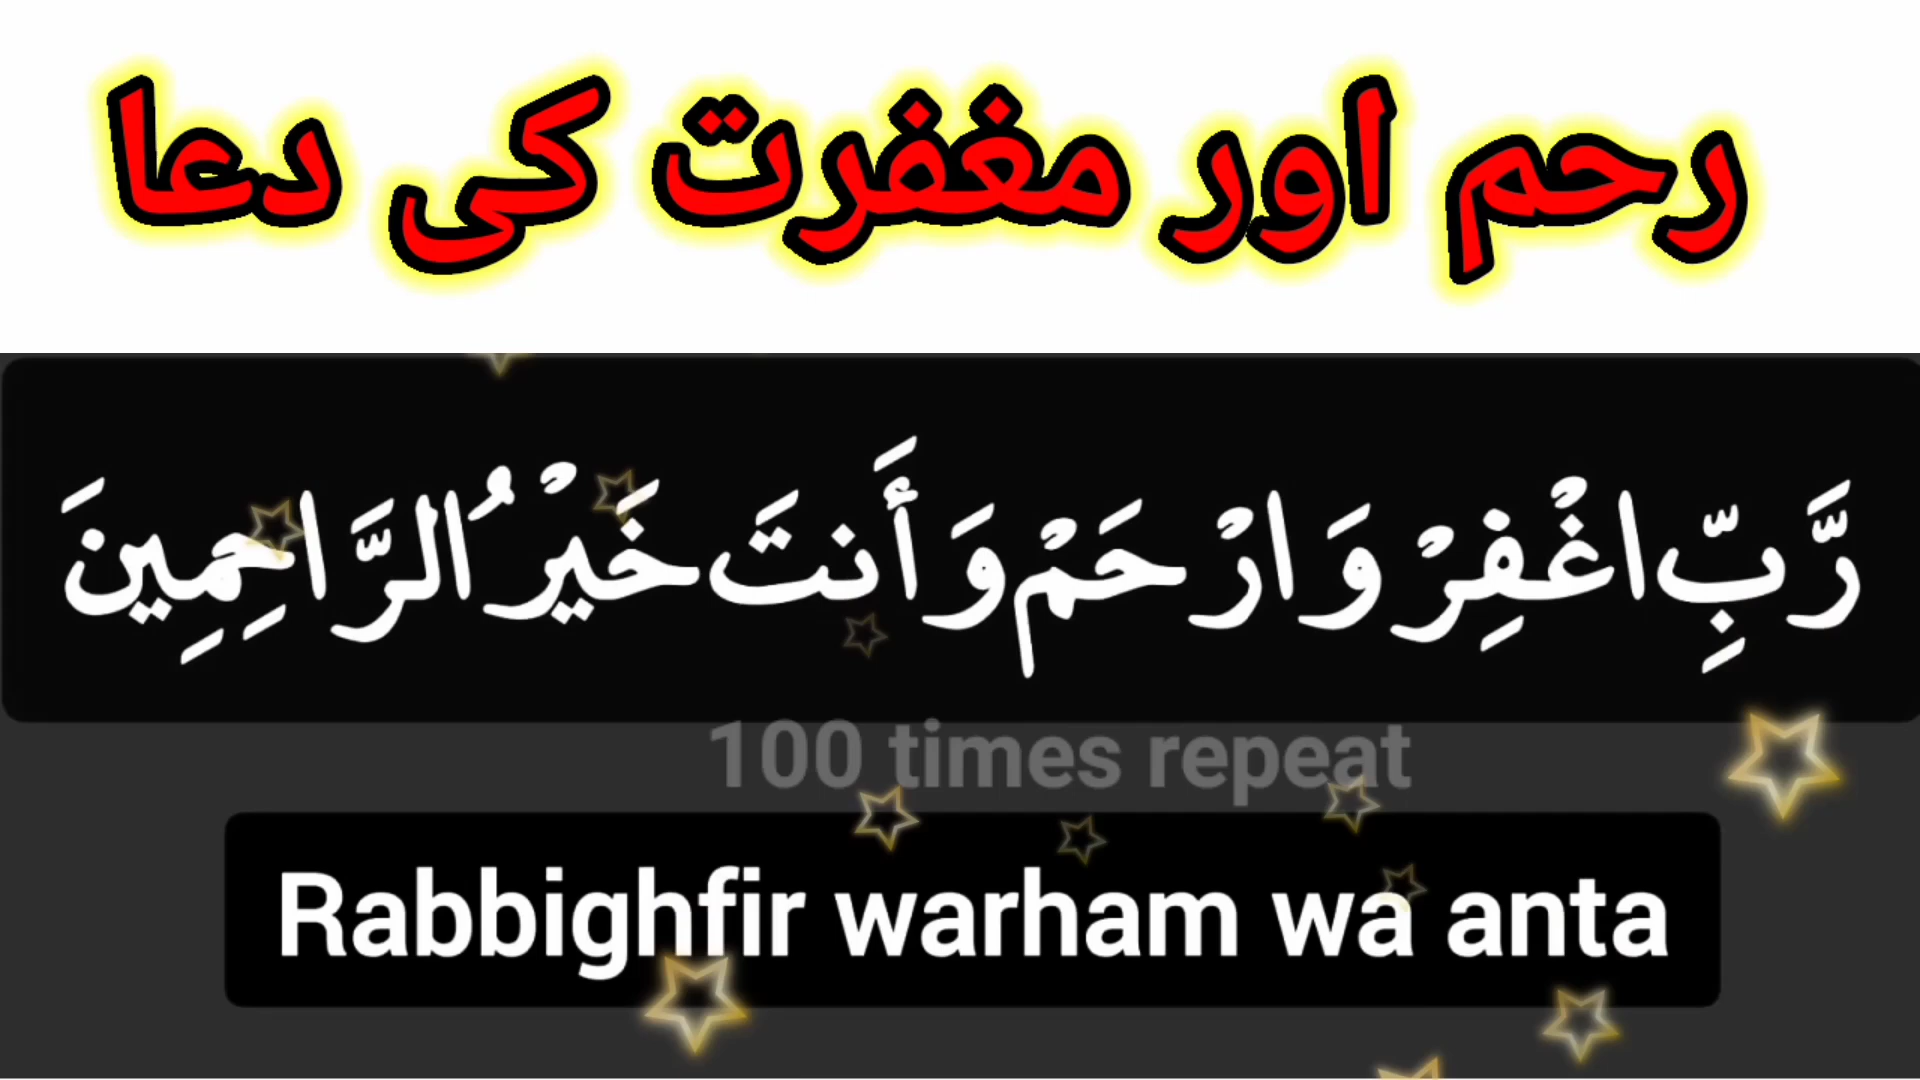 رحم اور مغفرت کی دعا
رَّبِّ اغْفِرْ وَارْحَمْ وَأَنتَ خَيْرُ الرَّاحِمِينَ
100 times repeat
Rabbighfir warham wa anta